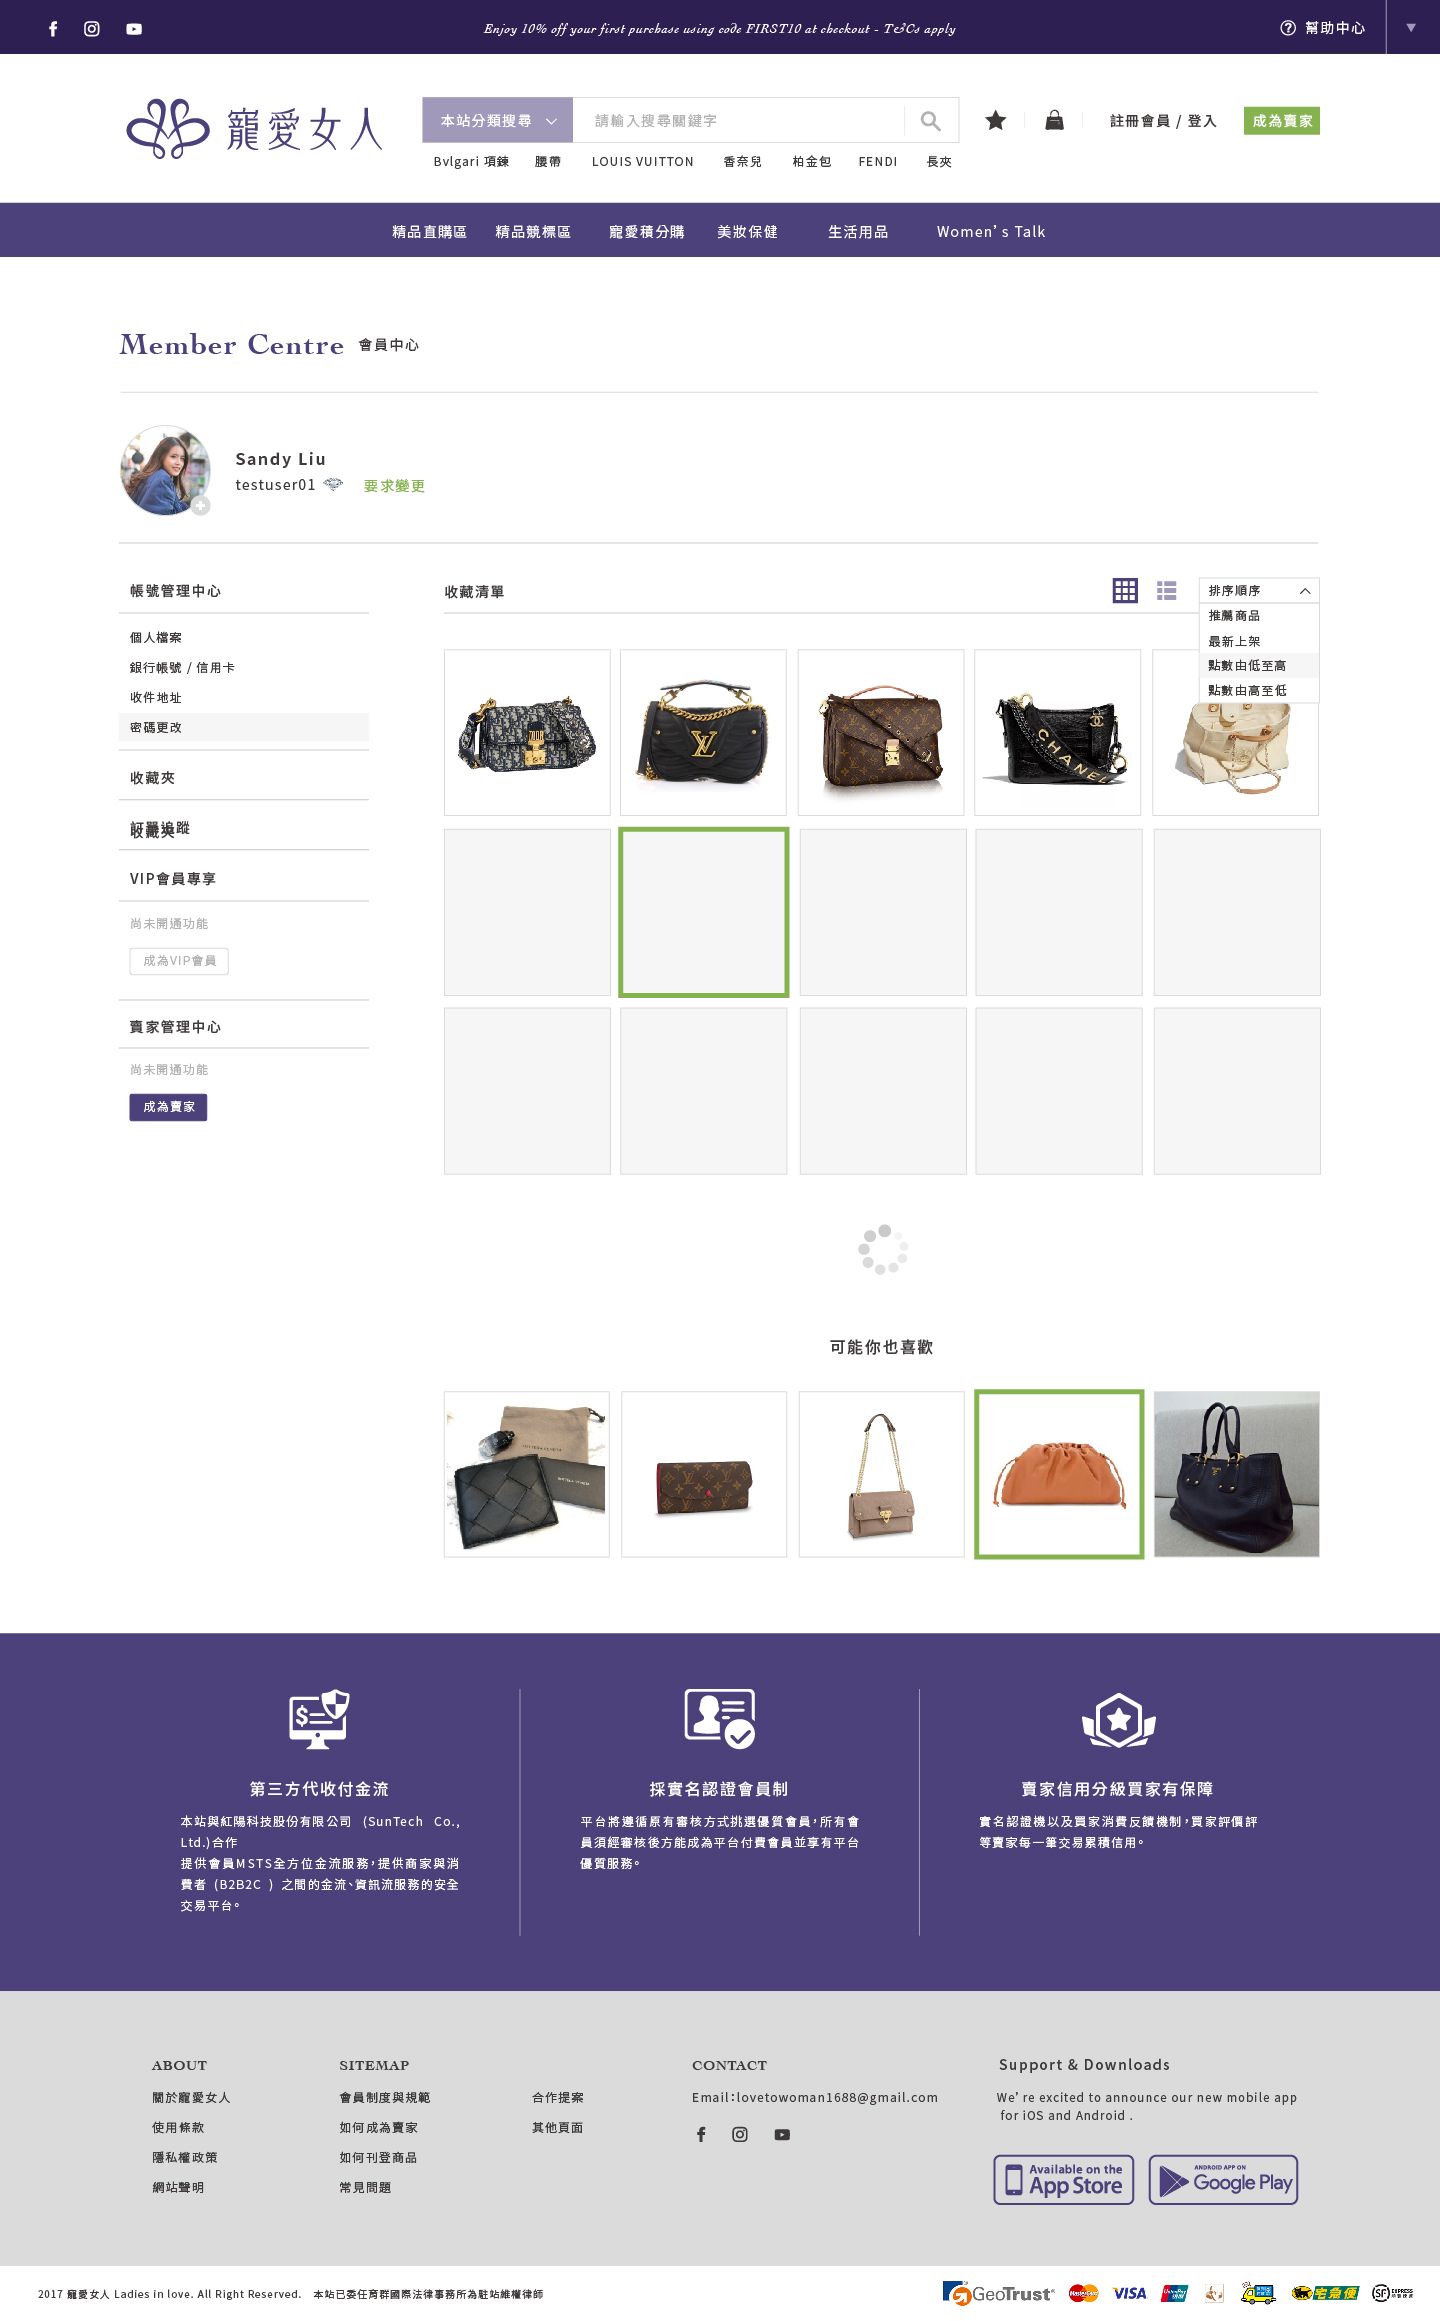 Enjoy 10% off your first purchase using code FIRST10 at checkout - T&Cs apply
幫助中心
寵愛女人
本站分類搜尋
請輸入搜尋關鍵字
註冊會員 / 登入
成為賣家
Bvlgari 項鍊 腰帶 LOUIS VUITTON 香奈兒 柏金包 FENDI 長夾
精品直購區 精品競標區 寵愛積分購 美妝保健 生活用品 Women’s Talk
Member Centre 會員中心
Sandy Liu
testuser01 要求變更
帳號管理中心
個人檔案
銀行帳號 / 信用卡
收件地址
密碼更改
收藏夾
訂單追蹤
收藏夾
VIP會員專享
尚未開通功能
成為VIP會員
賣家管理中心
尚未開通功能
成為賣家
收藏清單
排序順序
推薦商品
最新上架
點數由低至高
點數由高至低
CHANEL
可能你也喜歡
第三方代收付金流
本站與紅陽科技股份有限公司 (SunTech Co.,
Ltd.)合作
提供會員MSTS全方位金流服務，提供商家與消
費者 (B2B2C ) 之間的金流、資訊流服務的安全
交易平台。
採實名認證會員制
平台將遵循原有審核方式挑選優質會員，所有會
員須經審核後方能成為平台付費會員並享有平台
優質服務。
賣家信用分級買家有保障
實名認證機以及買家消費反饋機制，買家評價評
等賣家每一筆交易累積信用。
ABOUT
關於寵愛女人
使用條款
隱私權政策
網站聲明
SITEMAP
會員制度與規範
如何成為賣家
如何刊登商品
常見問題
合作提案
其他頁面
CONTACT
Email：lovetowoman1688@gmail.com
Support & Downloads
We’re excited to announce our new mobile app
for iOS and Android .
Available on the
App Store
ANDROID APP ON
Google Play
2017 寵愛女人 Ladies in love. All Right Reserved. 本站已委任育群國際法律事務所為駐站維權律師
GeoTrust
MasterCard
VISA
UnionPay
宅急便
SF EXPRESS